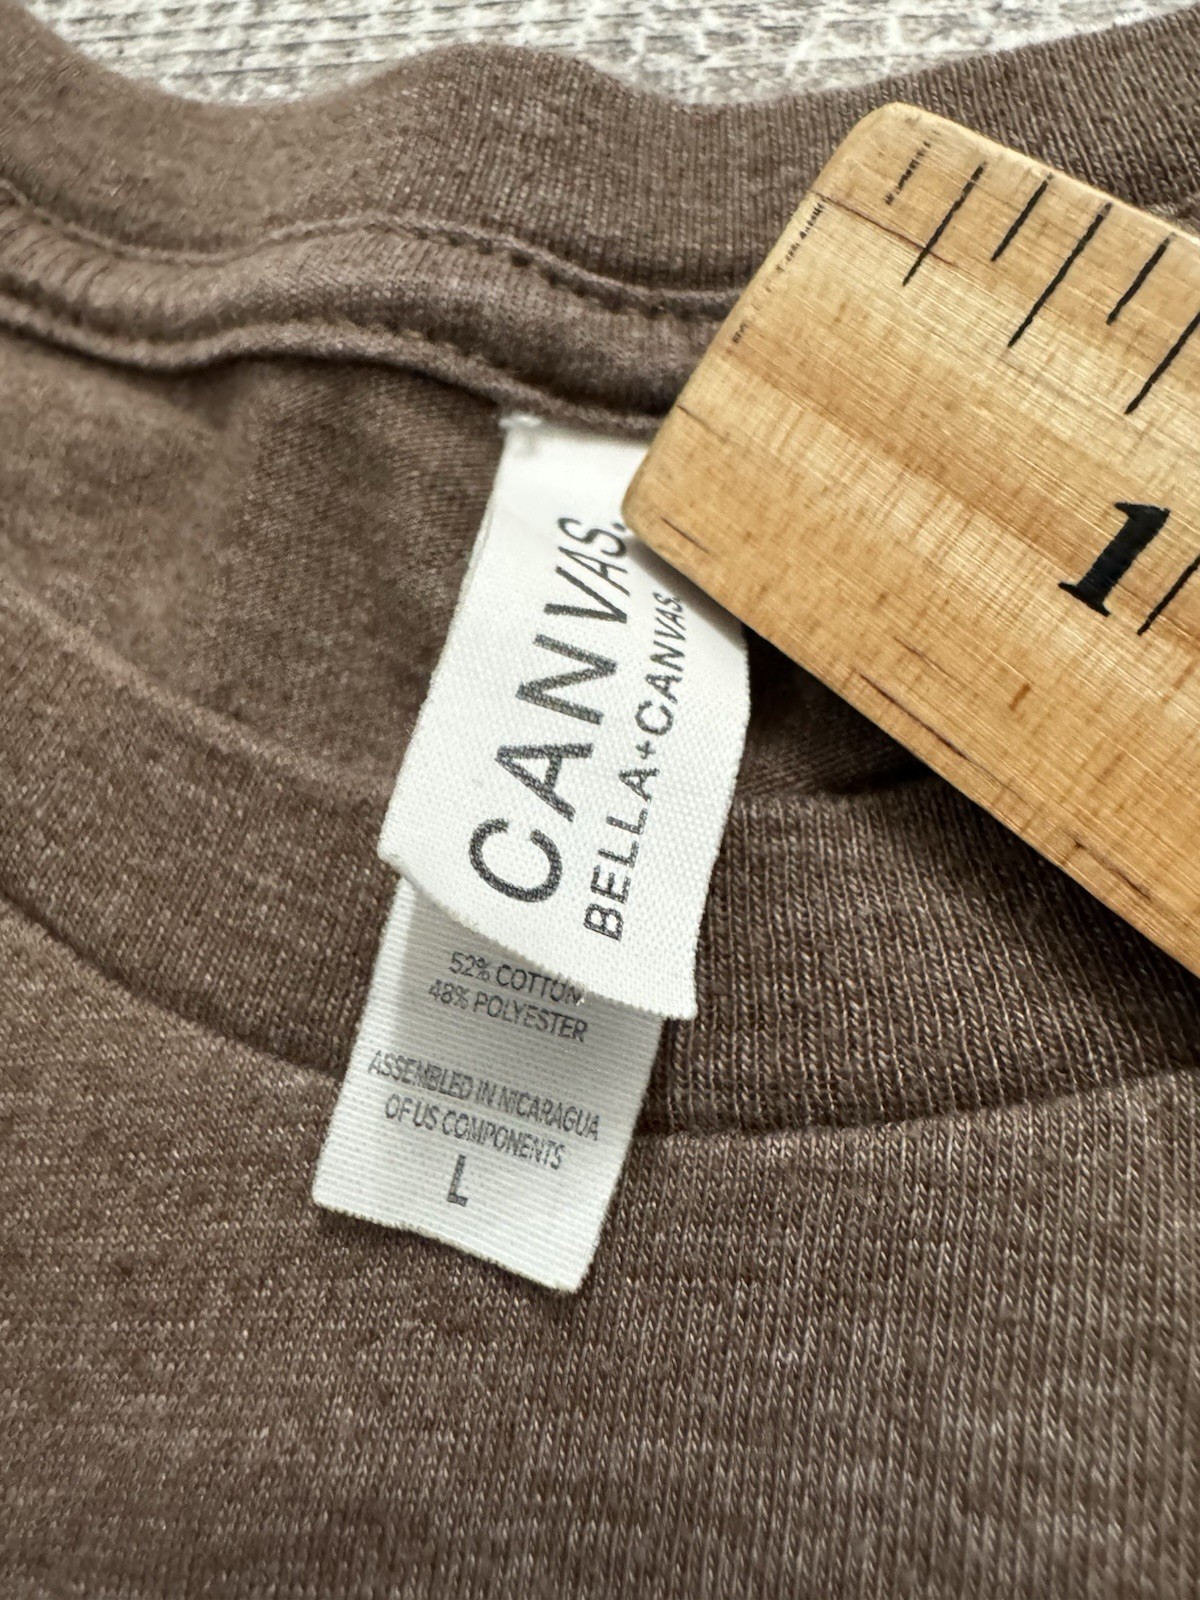 CANVAS.
BELLA+CANVAS.
52% COTTON
48% POLYESTER
ASSEMBLED IN NICARAGUA
OF US COMPONENTS
L
1